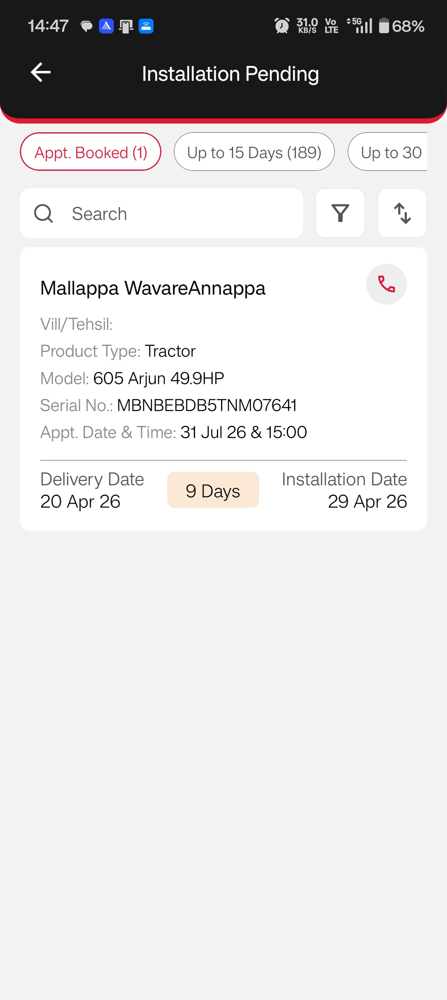 14:47 31.0 KB/S Vo LTE 5G 68%
Installation Pending
Appt. Booked (1) Up to 15 Days (189) Up to 30
Search
Mallappa WavareAnnappa
Vill/Tehsil:
Product Type: Tractor
Model: 605 Arjun 49.9HP
Serial No.: MBNBEBDB5TNM07641
Appt. Date & Time: 31 Jul 26 & 15:00
Delivery Date 9 Days Installation Date
20 Apr 26 29 Apr 26